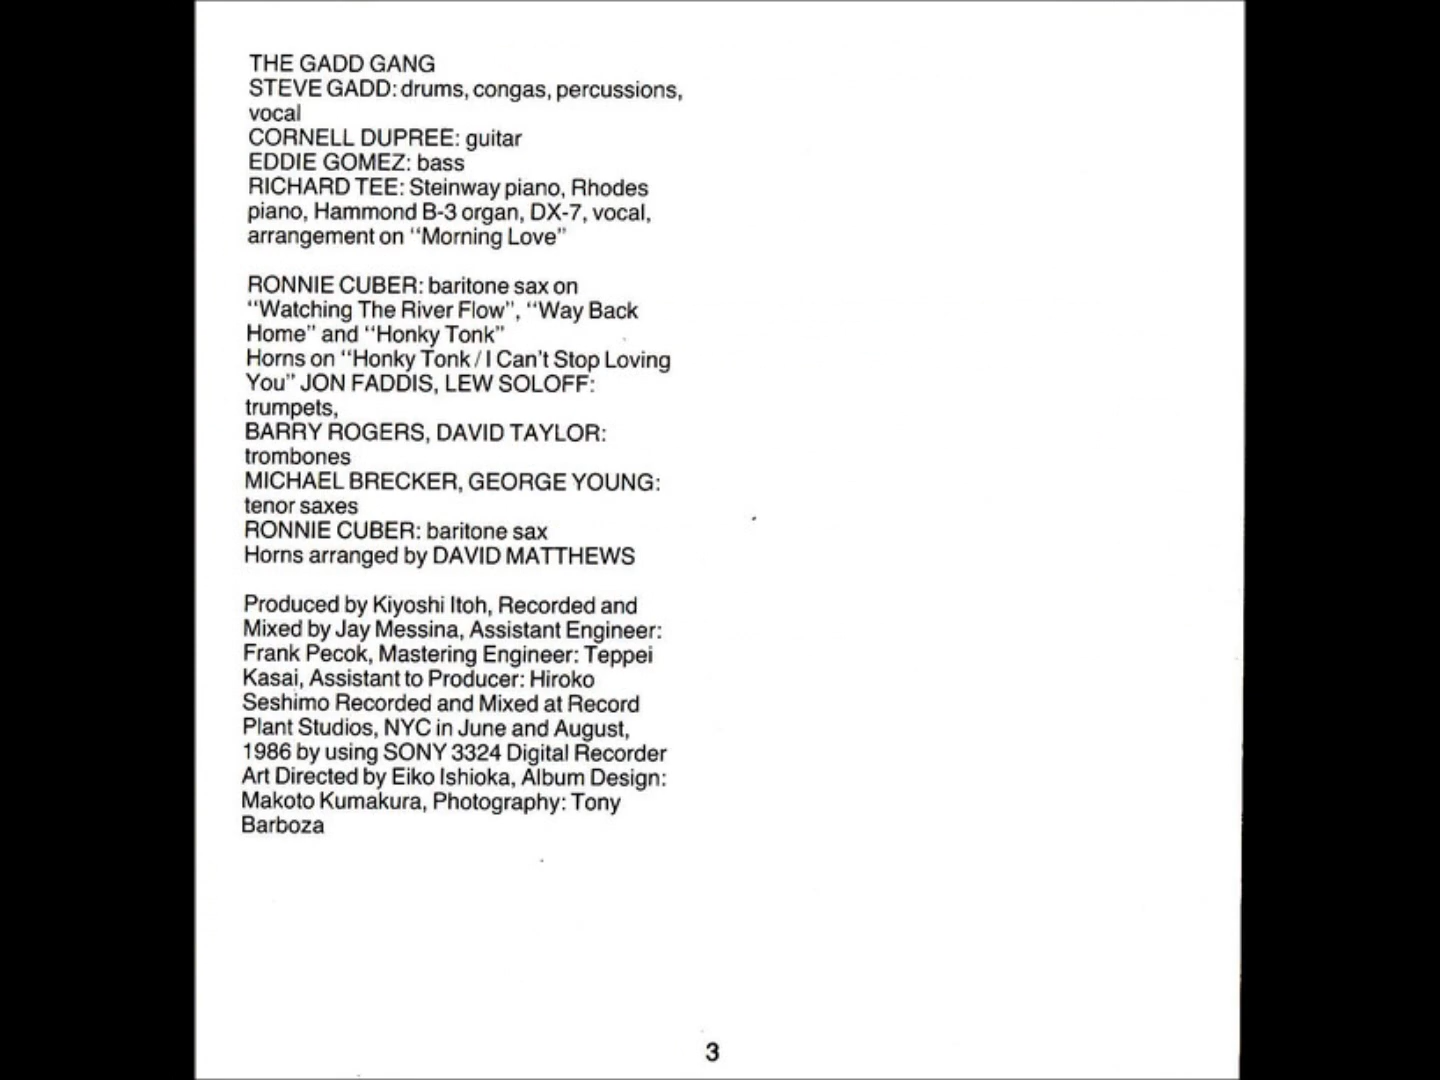 THE GADD GANG
STEVE GADD: drums, congas, percussions,
vocal
CORNELL DUPREE: guitar
EDDIE GOMEZ: bass
RICHARD TEE: Steinway piano, Rhodes
piano, Hammond B-3 organ, DX-7, vocal,
arrangement on "Morning Love"
RONNIE CUBER: baritone sax on
"Watching The River Flow", "Way Back
Home" and "Honky Tonk"
Horns on "Honky Tonk / I Can't Stop Loving
You" JON FADDIS, LEW SOLOFF:
trumpets,
BARRY ROGERS, DAVID TAYLOR:
trombones
MICHAEL BRECKER, GEORGE YOUNG:
tenor saxes
RONNIE CUBER: baritone sax
Horns arranged by DAVID MATTHEWS
Produced by Kiyoshi Itoh, Recorded and
Mixed by Jay Messina, Assistant Engineer:
Frank Pecok, Mastering Engineer: Teppei
Kasai, Assistant to Producer: Hiroko
Seshimo Recorded and Mixed at Record
Plant Studios, NYC in June and August,
1986 by using SONY 3324 Digital Recorder
Art Directed by Eiko Ishioka, Album Design:
Makoto Kumakura, Photography: Tony
Barboza
3